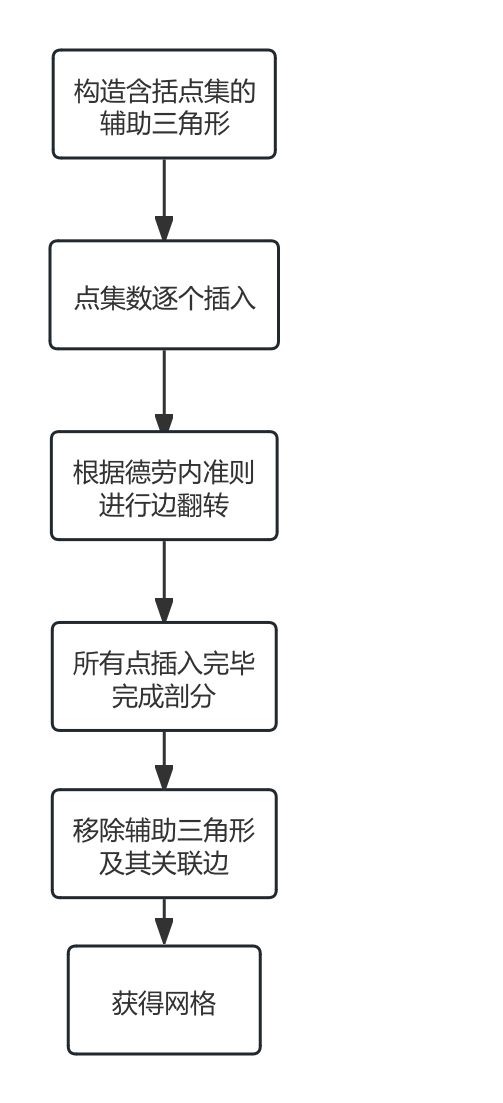 构造含括点集的
辅助三角形
点集数逐个插入
根据德劳内准则
进行边翻转
所有点插入完毕
完成剖分
移除辅助三角形
及其关联边
获得网格